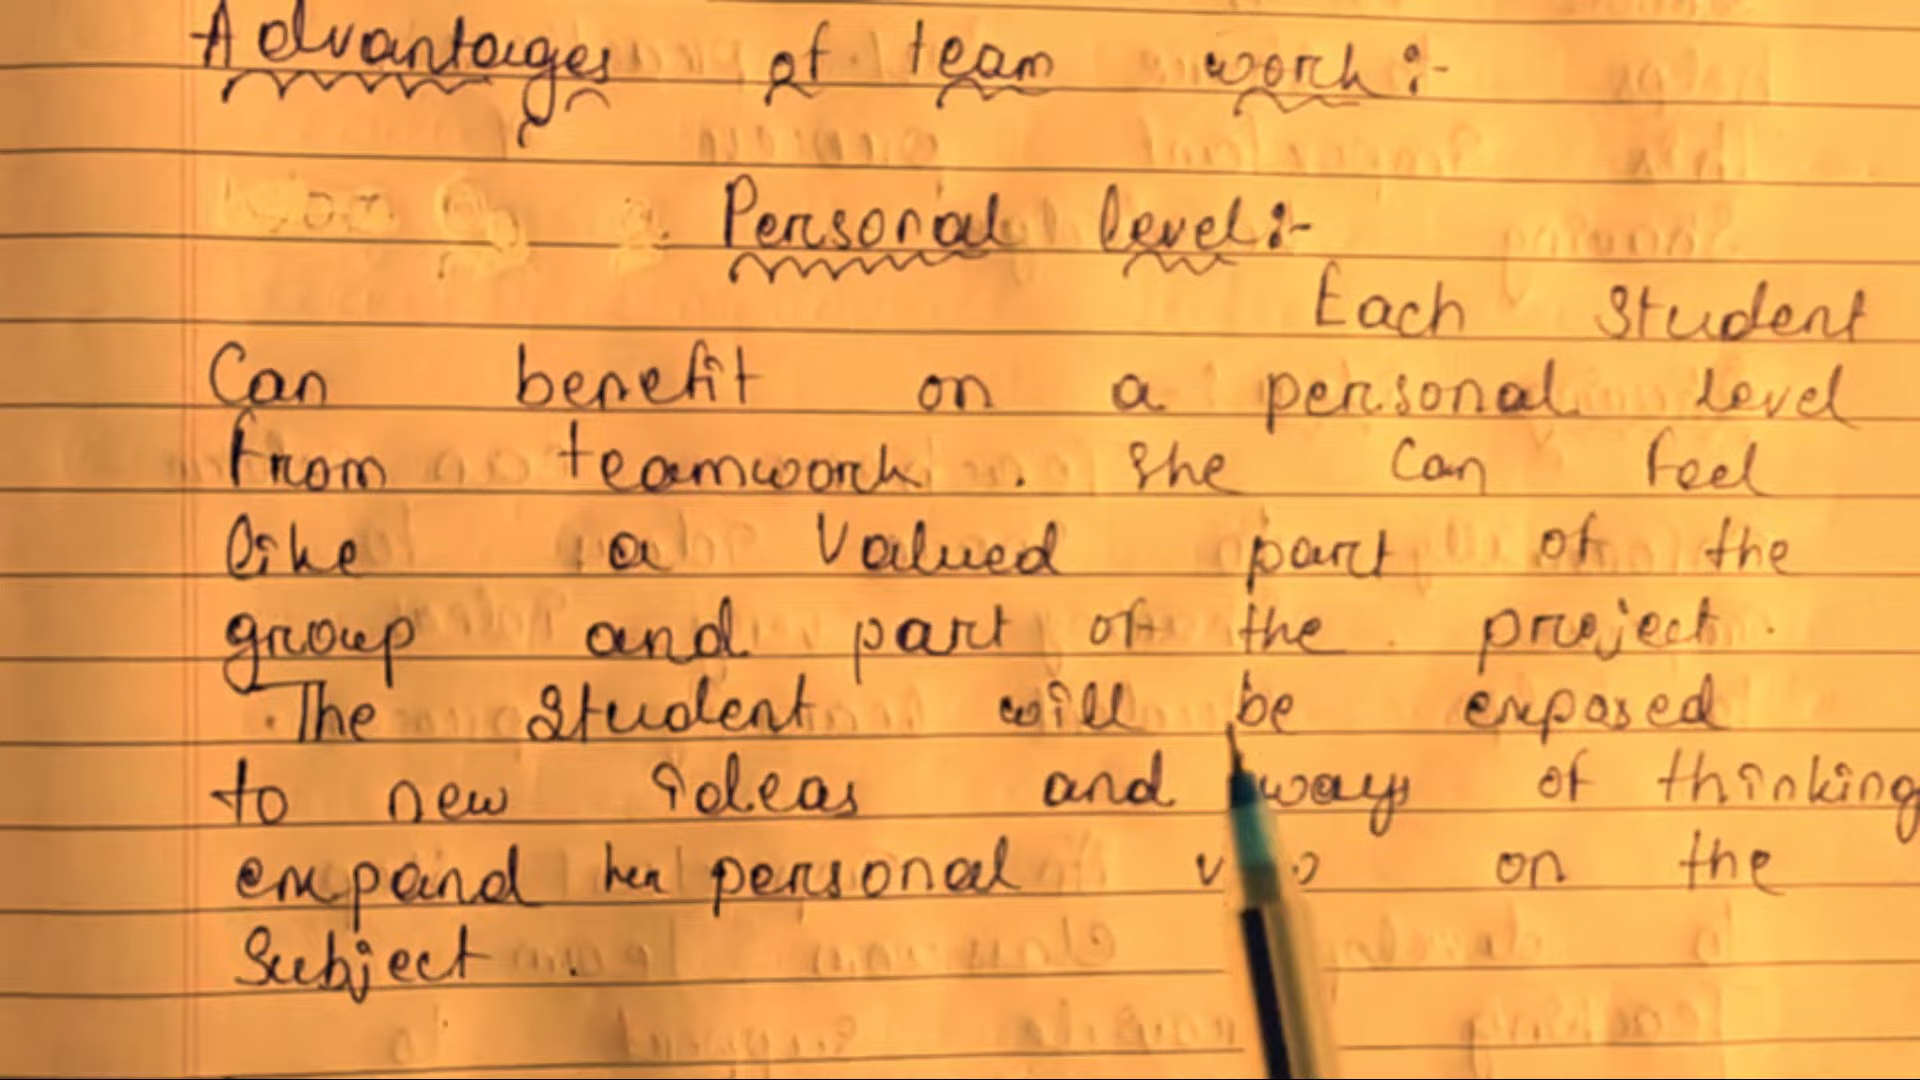 Advantages of team work :-
Personal level :-
Each Student
Can benefit on a personal level
from teamwork . She Can feel
like a Valued part of the
group and part of the project .
The Student will be exposed
to new ideas and ways of thinking
expand her personal on the
Subject .